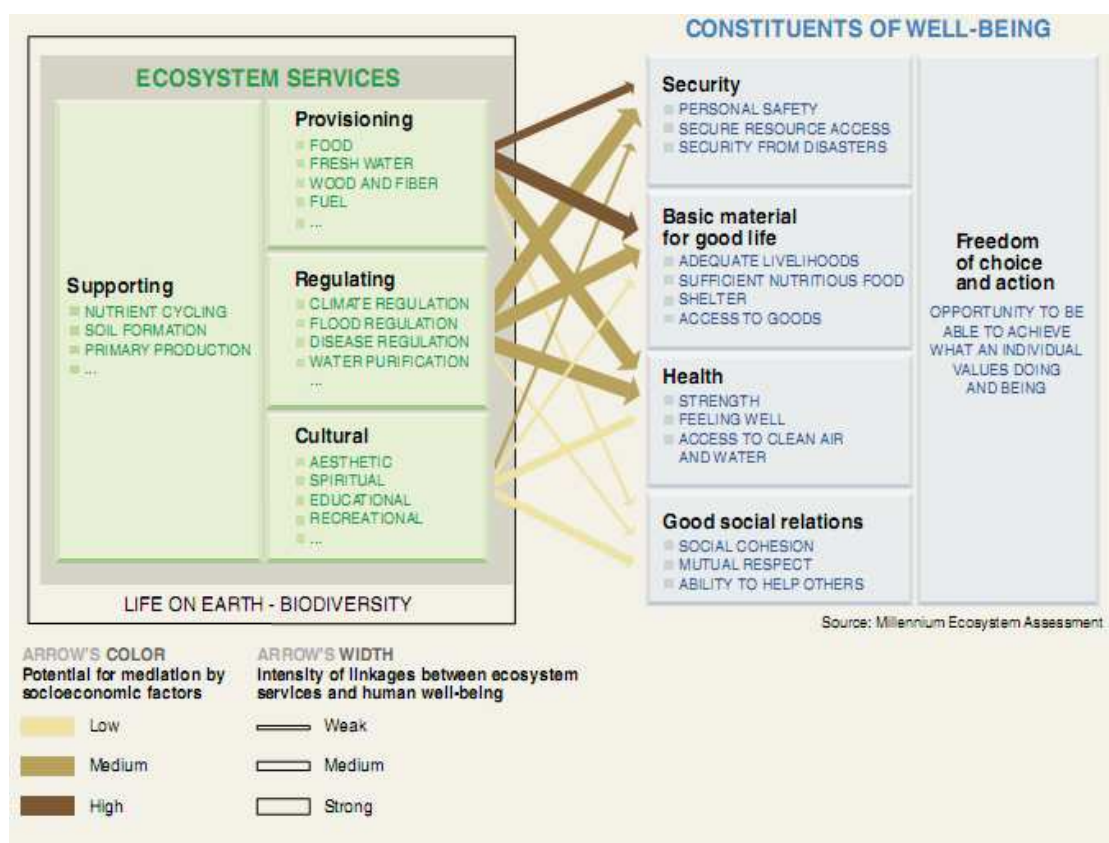 CONSTITUENTS OF WELL-BEING
ECOSYSTEM SERVICES
Supporting
NUTRIENT CYCLING
SOIL FORMATION
PRIMARY PRODUCTION
...
Provisioning
FOOD
FRESH WATER
WOOD AND FIBER
FUEL
...
Regulating
CLIMATE REGULATION
FLOOD REGULATION
DISEASE REGULATION
WATER PURIFICATION
...
Cultural
AESTHETIC
SPIRITUAL
EDUCATIONAL
RECREATIONAL
...
LIFE ON EARTH - BIODIVERSITY
Security
PERSONAL SAFETY
SECURE RESOURCE ACCESS
SECURITY FROM DISASTERS
Basic material
for good life
ADEQUATE LIVELIHOODS
SUFFICIENT NUTRITIOUS FOOD
SHELTER
ACCESS TO GOODS
Health
STRENGTH
FEELING WELL
ACCESS TO CLEAN AIR
AND WATER
Good social relations
SOCIAL COHESION
MUTUAL RESPECT
ABILITY TO HELP OTHERS
Freedom
of choice
and action
OPPORTUNITY TO BE
ABLE TO ACHIEVE
WHAT AN INDIVIDUAL
VALUES DOING
AND BEING
Source: Millennium Ecosystem Assessment
ARROW'S COLOR
Potential for mediation by
socioeconomic factors
Low
Medium
High
ARROW'S WIDTH
Intensity of linkages between ecosystem
services and human well-being
Weak
Medium
Strong